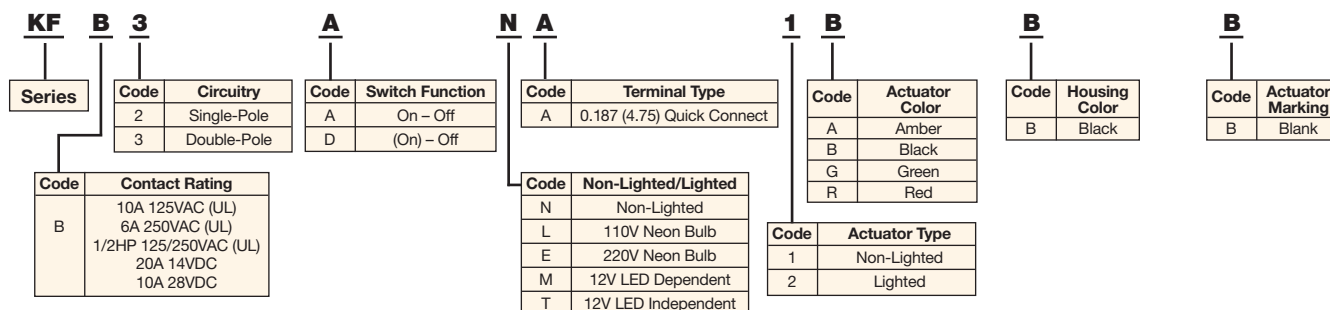 KF B 3 A N A 1 B B B
Series
Code Circuitry
2 Single-Pole
3 Double-Pole
Code Switch Function
A On – Off
D (On) – Off
Code Terminal Type
A 0.187 (4.75) Quick Connect
Code Actuator Color
A Amber
B Black
G Green
R Red
Code Housing Color
B Black
Code Actuator Marking
B Blank
Code Contact Rating
B
10A 125VAC (UL)
6A 250VAC (UL)
1/2HP 125/250VAC (UL)
20A 14VDC
10A 28VDC
Code Non-Lighted/Lighted
N Non-Lighted
L 110V Neon Bulb
E 220V Neon Bulb
M 12V LED Dependent
T 12V LED Independent
Code Actuator Type
1 Non-Lighted
2 Lighted